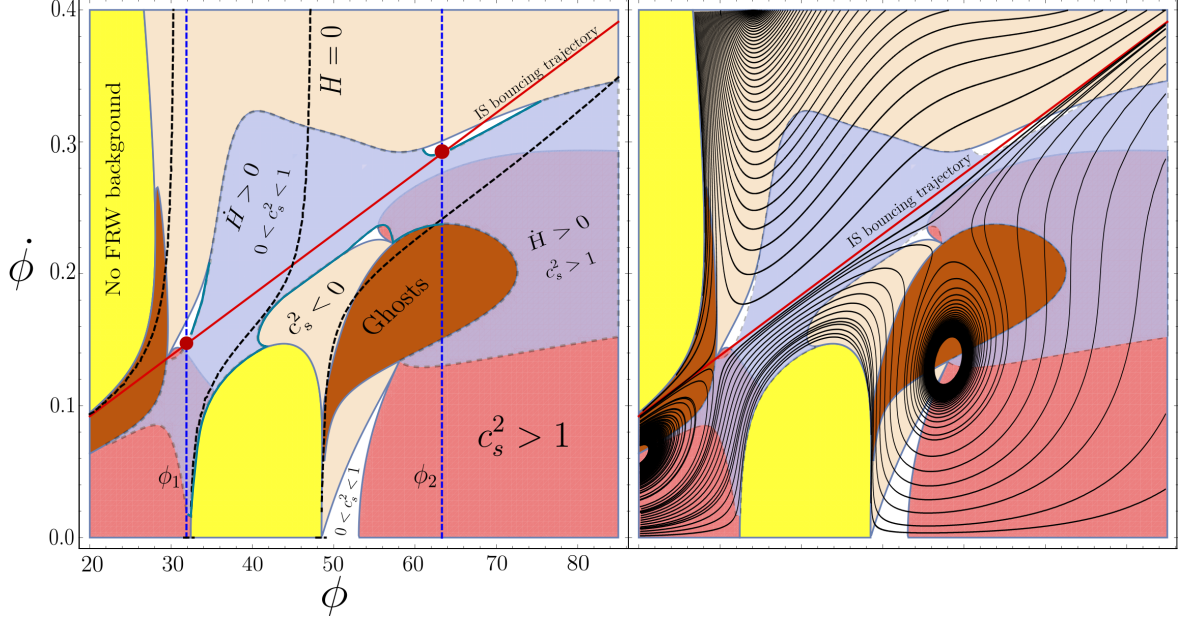 0.4
0.3
0.2
0.1
0.0
20
30
40
50
60
70
80
ϕ̇
ϕ
No FRW background
Ḣ > 0
0 < c_s^2 < 1
H = 0
IS bouncing trajectory
c_s^2 < 0
Ghosts
Ḣ > 0
c_s^2 > 1
c_s^2 > 1
0 < c_s^2 < 1
ϕ_1
ϕ_2
IS bouncing trajectory